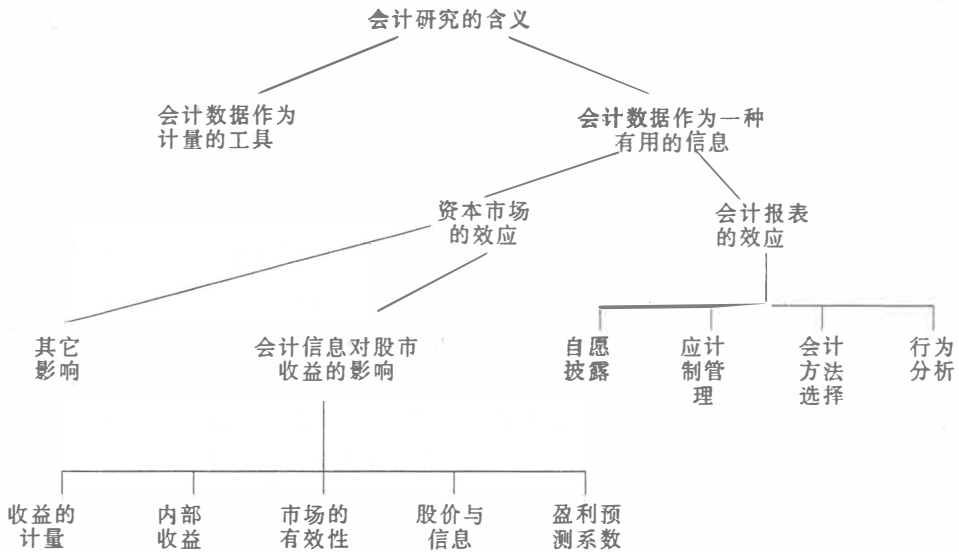 会计研究的含义
会计数据作为
计量的工具
会计数据作为一种
有用的信息
资本市场
的效应
会计报表
的效应
其它
影响
会计信息对股市
收益的影响
自愿
披露
应计
制管
理
会计
方法
选择
行为
分析
收益的
计量
内部
收益
市场的
有效性
股价与
信息
盈利预
测系数